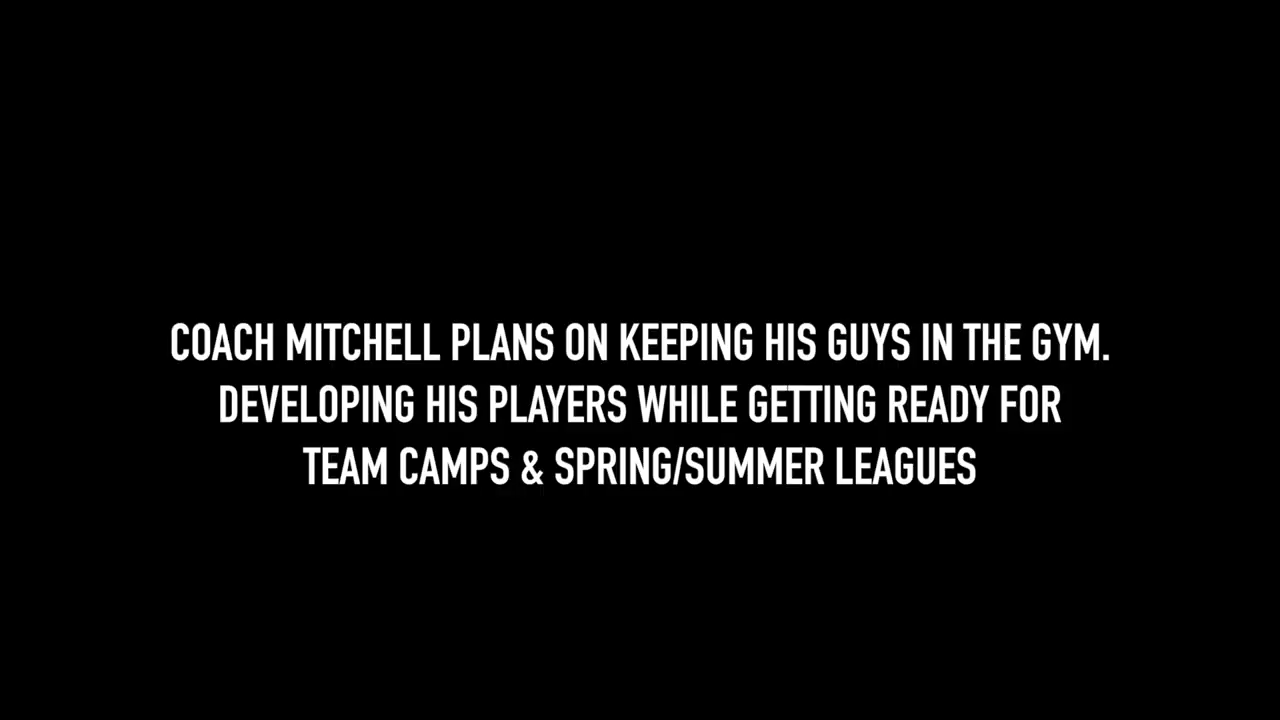 COACH MITCHELL PLANS ON KEEPING HIS GUYS IN THE GYM.
DEVELOPING HIS PLAYERS WHILE GETTING READY FOR
TEAM CAMPS & SPRING/SUMMER LEAGUES